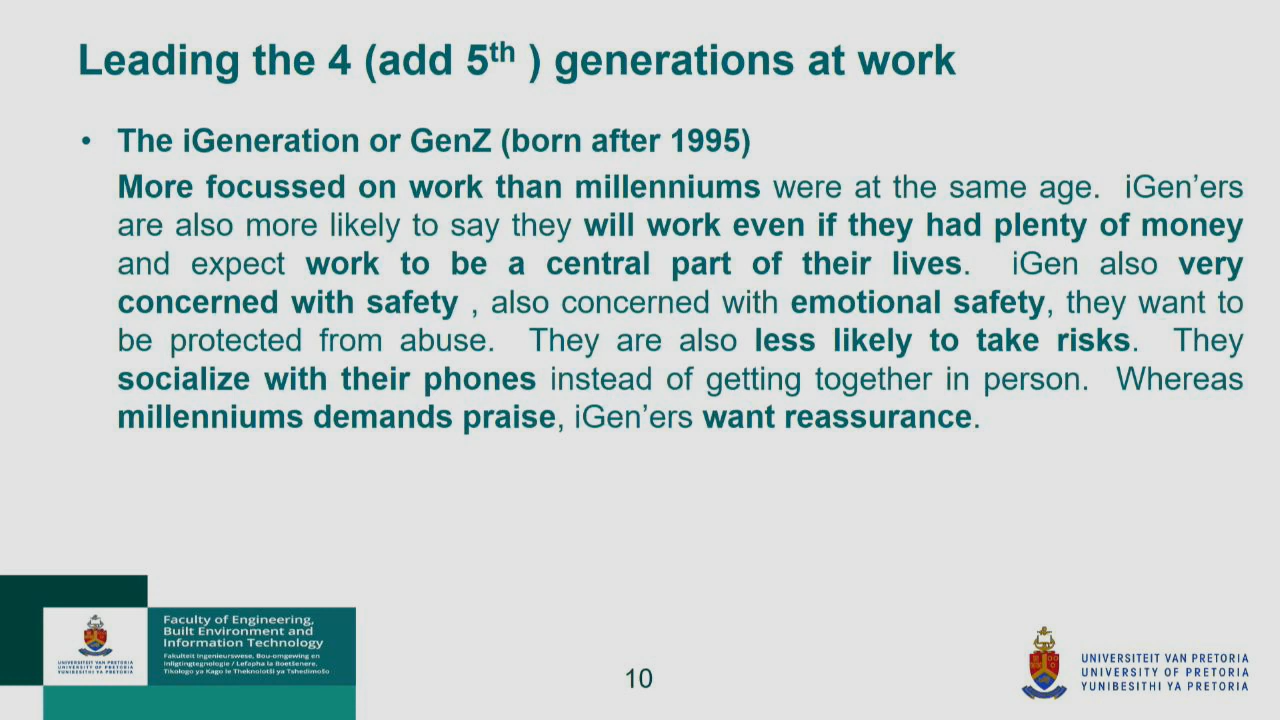 Leading the 4 (add 5th ) generations at work
• The iGeneration or GenZ (born after 1995)
More focussed on work than millenniums were at the same age. iGen'ers
are also more likely to say they will work even if they had plenty of money
and expect work to be a central part of their lives. iGen also very
concerned with safety , also concerned with emotional safety, they want to
be protected from abuse. They are also less likely to take risks. They
socialize with their phones instead of getting together in person. Whereas
millenniums demands praise, iGen'ers want reassurance.
UNIVERSITEIT VAN PRETORIA
UNIVERSITY OF PRETORIA
YUNIBESITHI YA PRETORIA
Faculty of Engineering,
Built Environment and
Information Technology
Fakulteit Ingenieurswese, Bou-omgewing en
Inligtingtegnologie / Lefapha la Boetšenere,
Tikologo ya Kago le Theknolotši ya Tshedimošo
10
UNIVERSITEIT VAN PRETORIA
UNIVERSITY OF PRETORIA
YUNIBESITHI YA PRETORIA